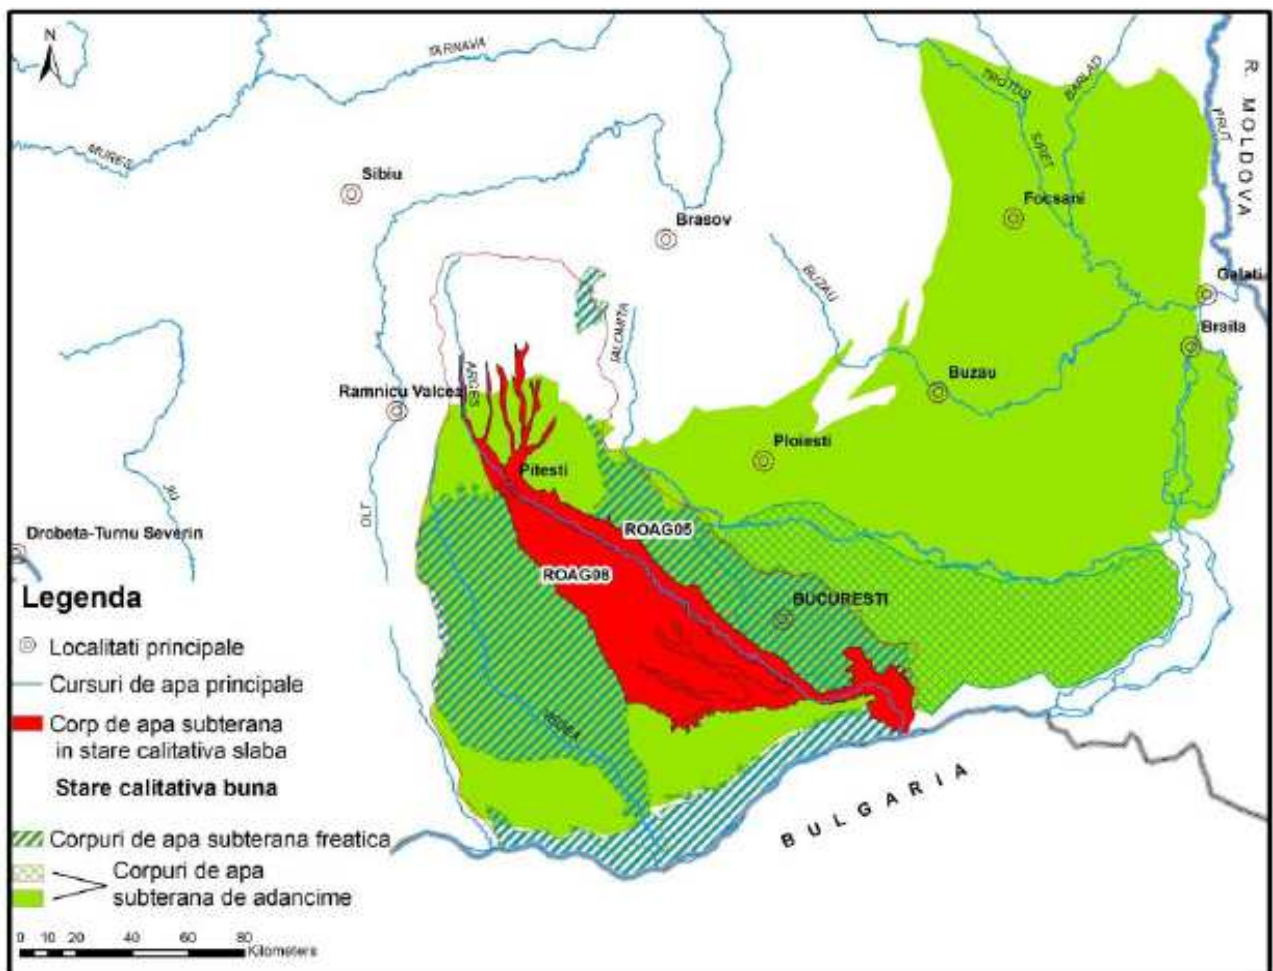 N
TARNAVA
MURES
Sibiu
Brasov
TROTUS
BARLAD
SIRET
PRUT
R. MOLDOVA
Focsani
Galati
Braila
BUZAU
Buzau
IALOMITA
ARGES
Ramnicu Valcea
Ploiesti
Pitesti
JIU
OLT
Drobeta-Turnu Severin
ROAG05
ROAG08
BUCURESTI
VEDEA
BULGARIA
Legenda
Localitati principale
Cursuri de apa principale
Corp de apa subterana
in stare calitativa slaba
Stare calitativa buna
Corpuri de apa subterana freatica
Corpuri de apa
subterana de adancime
0 10 20 40 60 80
Kilometers